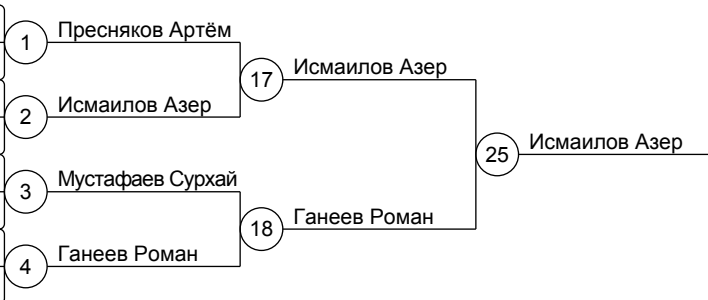 Пресняков Артём
1
Исмаилов Азер
17
Исмаилов Азер
2
Исмаилов Азер
25
Мустафаев Сурхай
3
Ганеев Роман
18
Ганеев Роман
4